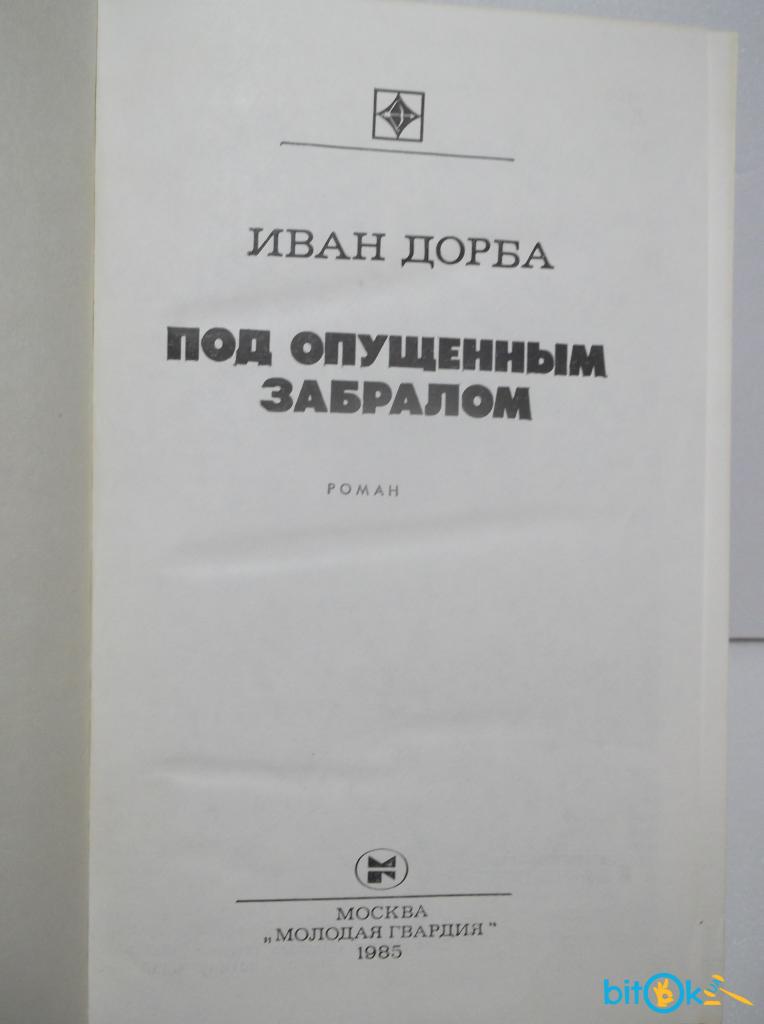 ИВАН ДОРБА
ПОД ОПУЩЕННЫМ
ЗАБРАЛОМ
РОМАН
МОСКВА
„МОЛОДАЯ ГВАРДИЯ"
1985
bitOk